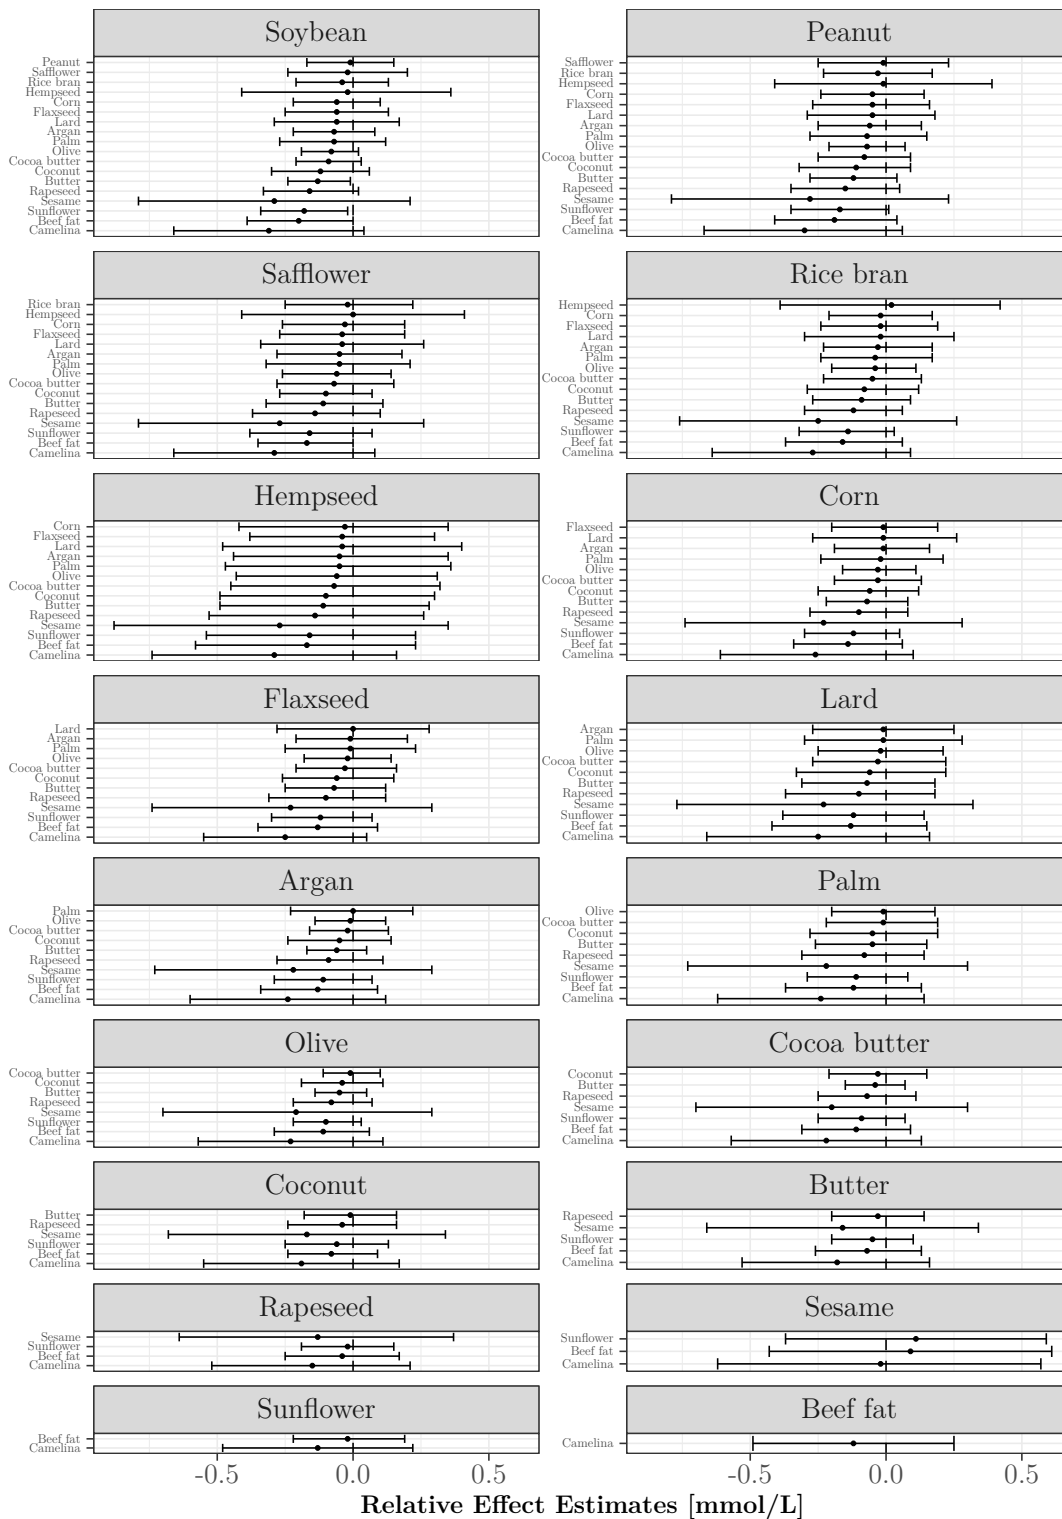 Soybean
Peanut
Safflower
Rice bran
Hempseed
Corn
Flaxseed
Lard
Argan
Palm
Olive
Cocoa butter
Coconut
Butter
Rapeseed
Sesame
Sunflower
Beef fat
Camelina
Peanut
Safflower
Rice bran
Hempseed
Corn
Flaxseed
Lard
Argan
Palm
Olive
Cocoa butter
Coconut
Butter
Rapeseed
Sesame
Sunflower
Beef fat
Camelina
Safflower
Rice bran
Hempseed
Corn
Flaxseed
Lard
Argan
Palm
Olive
Cocoa butter
Coconut
Butter
Rapeseed
Sesame
Sunflower
Beef fat
Camelina
Rice bran
Hempseed
Corn
Flaxseed
Lard
Argan
Palm
Olive
Cocoa butter
Coconut
Butter
Rapeseed
Sesame
Sunflower
Beef fat
Camelina
Hempseed
Corn
Flaxseed
Lard
Argan
Palm
Olive
Cocoa butter
Coconut
Butter
Rapeseed
Sesame
Sunflower
Beef fat
Camelina
Corn
Flaxseed
Lard
Argan
Palm
Olive
Cocoa butter
Coconut
Butter
Rapeseed
Sesame
Sunflower
Beef fat
Camelina
Flaxseed
Lard
Argan
Palm
Olive
Cocoa butter
Coconut
Butter
Rapeseed
Sesame
Sunflower
Beef fat
Camelina
Lard
Argan
Palm
Olive
Cocoa butter
Coconut
Butter
Rapeseed
Sesame
Sunflower
Beef fat
Camelina
Argan
Palm
Olive
Cocoa butter
Coconut
Butter
Rapeseed
Sesame
Sunflower
Beef fat
Camelina
Palm
Olive
Cocoa butter
Coconut
Butter
Rapeseed
Sesame
Sunflower
Beef fat
Camelina
Olive
Cocoa butter
Coconut
Butter
Rapeseed
Sesame
Sunflower
Beef fat
Camelina
Cocoa butter
Coconut
Butter
Rapeseed
Sesame
Sunflower
Beef fat
Camelina
Coconut
Butter
Rapeseed
Sesame
Sunflower
Beef fat
Camelina
Butter
Rapeseed
Sesame
Sunflower
Beef fat
Camelina
Rapeseed
Sesame
Sunflower
Beef fat
Camelina
Sesame
Sunflower
Beef fat
Camelina
Sunflower
Beef fat
Camelina
Beef fat
Camelina
-0.5 0.0 0.5 -0.5 0.0 0.5
Relative Effect Estimates [mmol/L]